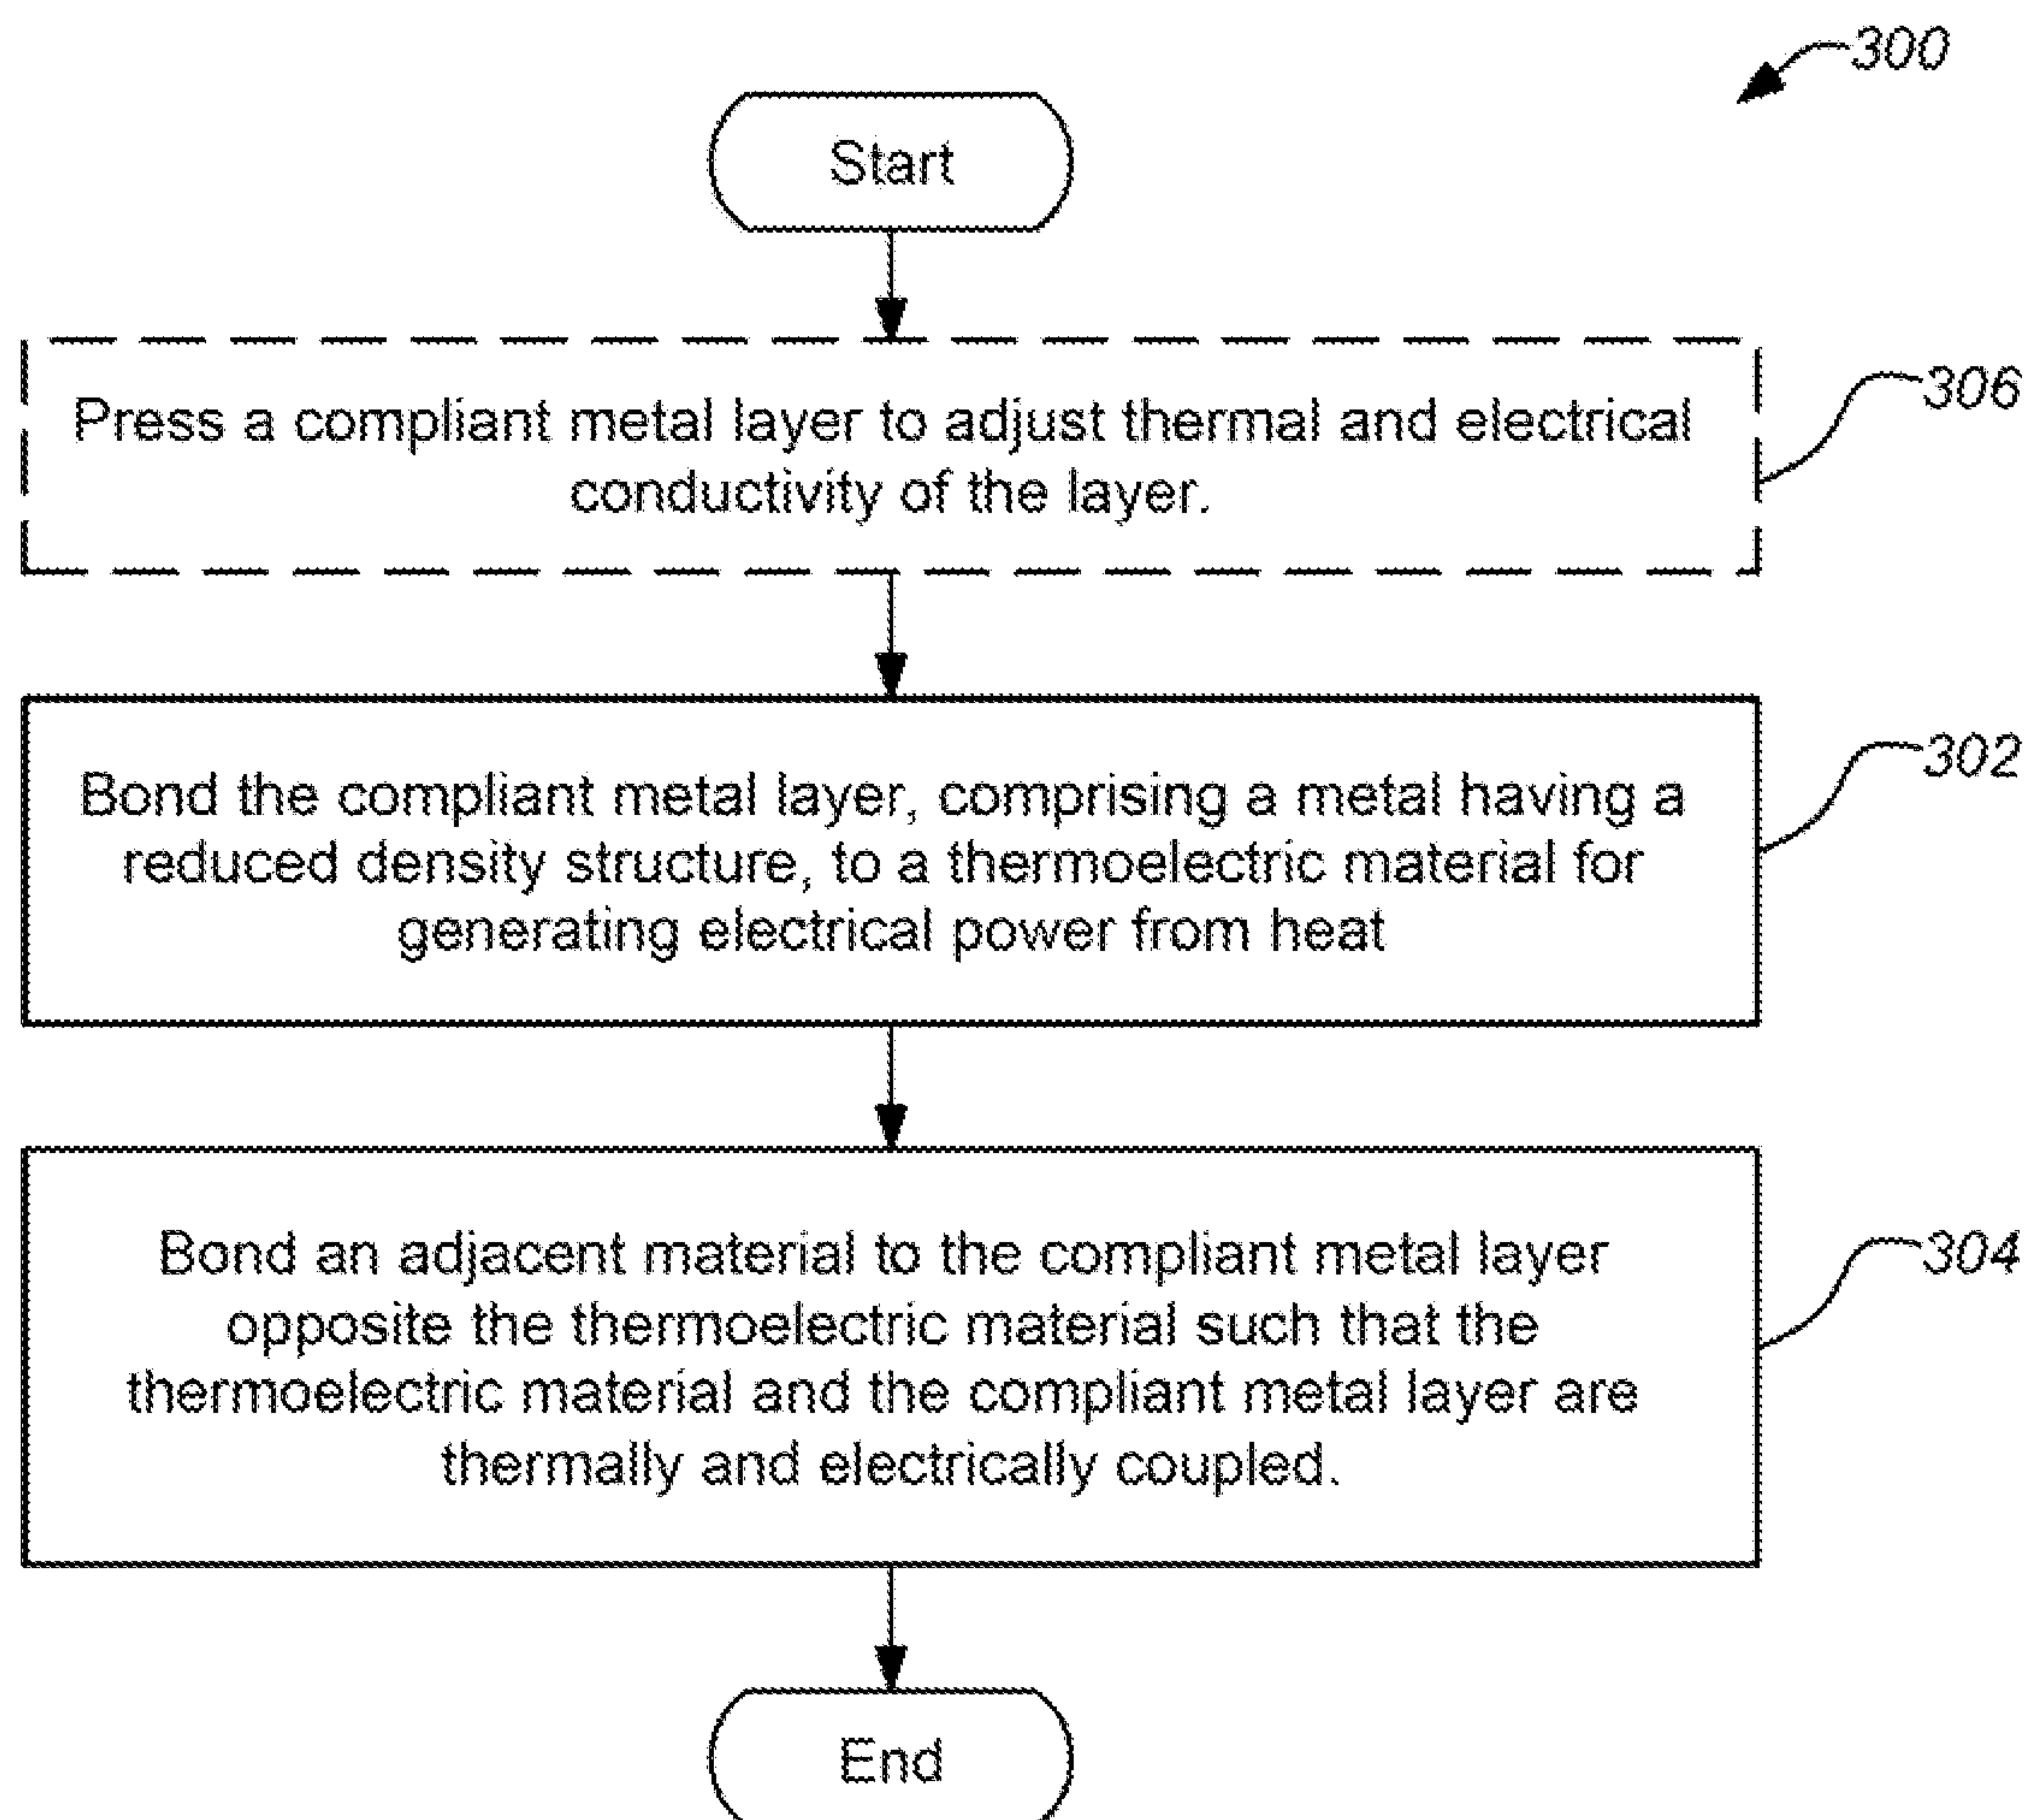 300
Start
Press a compliant metal layer to adjust thermal and electrical
conductivity of the layer.
306
Bond the compliant metal layer, comprising a metal having a
reduced density structure, to a thermoelectric material for
generating electrical power from heat
302
Bond an adjacent material to the compliant metal layer
opposite the thermoelectric material such that the
thermoelectric material and the compliant metal layer are
thermally and electrically coupled.
304
End